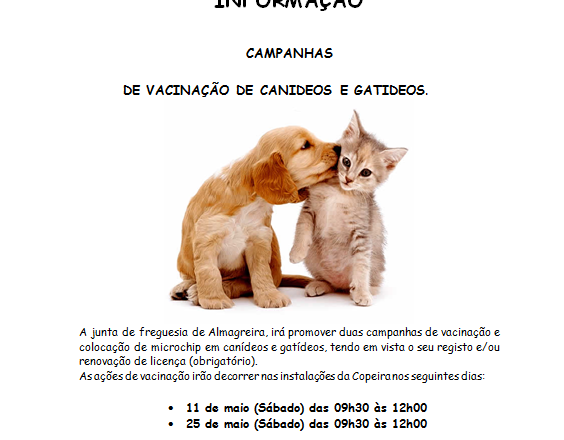 INFORMAÇÃO
CAMPANHAS
DE VACINAÇÃO DE CANIDEOS E GATIDEOS.
A junta de freguesia de Almagreira, irá promover duas campanhas de vacinação e
colocação de microchip em canídeos e gatídeos, tendo em vista o seu registo e/ou
renovação de licença (obrigatório).
As ações de vacinação irão decorrer nas instalações da Copeira nos seguintes dias:
• 11 de maio (Sábado) das 09h30 às 12h00
• 25 de maio (Sábado) das 09h30 às 12h00